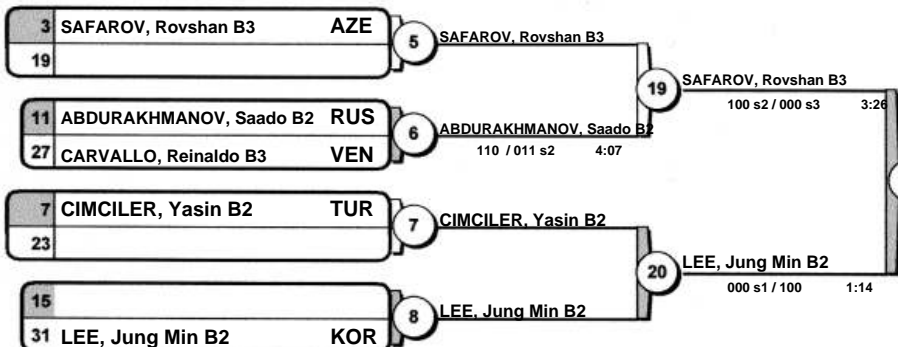 3 SAFAROV, Rovshan B3 AZE
19
5
SAFAROV, Rovshan B3
11 ABDURAKHMANOV, Saado B2 RUS
27 CARVALLO, Reinaldo B3 VEN
6
ABDURAKHMANOV, Saado B2
110 / 011 s2 4:07
19
SAFAROV, Rovshan B3
100 s2 / 000 s3 3:26
7 CIMCILER, Yasin B2 TUR
23
7
CIMCILER, Yasin B2
15
31 LEE, Jung Min B2 KOR
8
LEE, Jung Min B2
20
LEE, Jung Min B2
000 s1 / 100 1:14